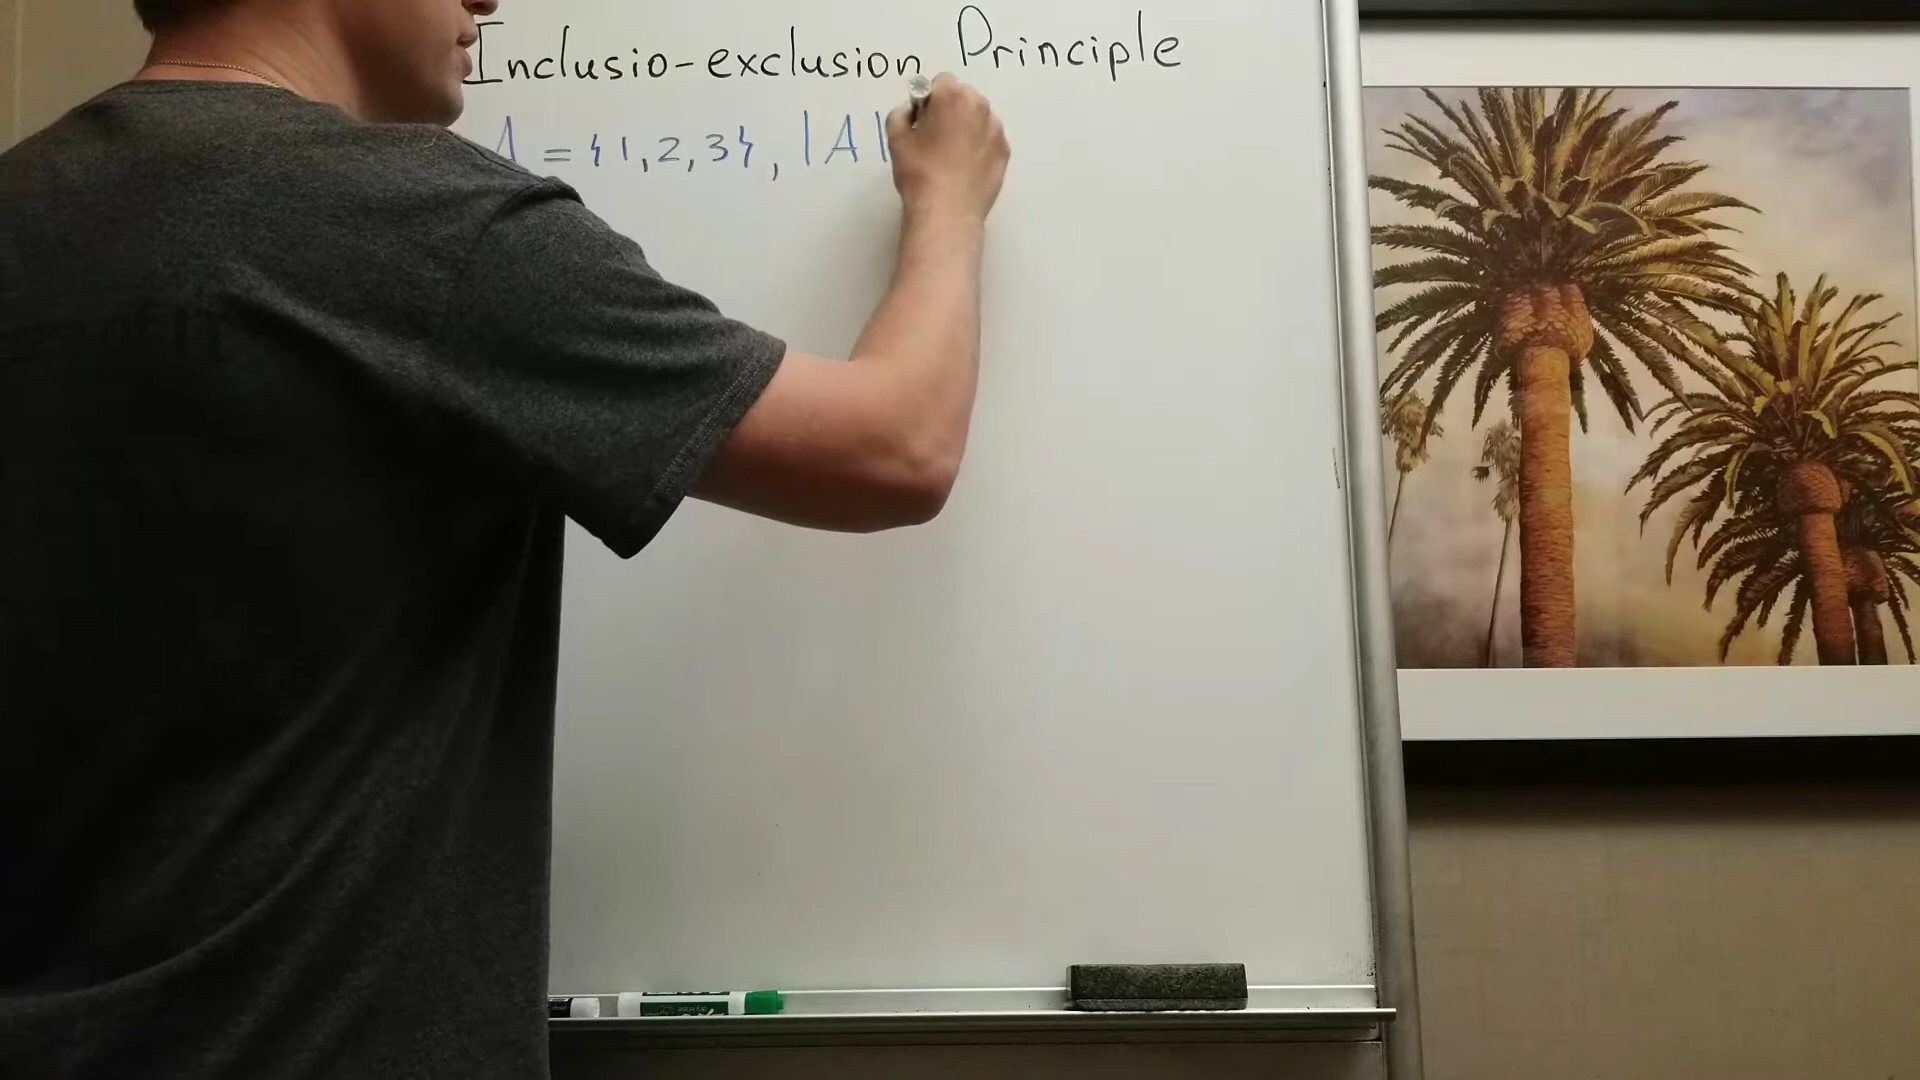 Inclusio-exclusion Principle
A = {1,2,3}, |A|